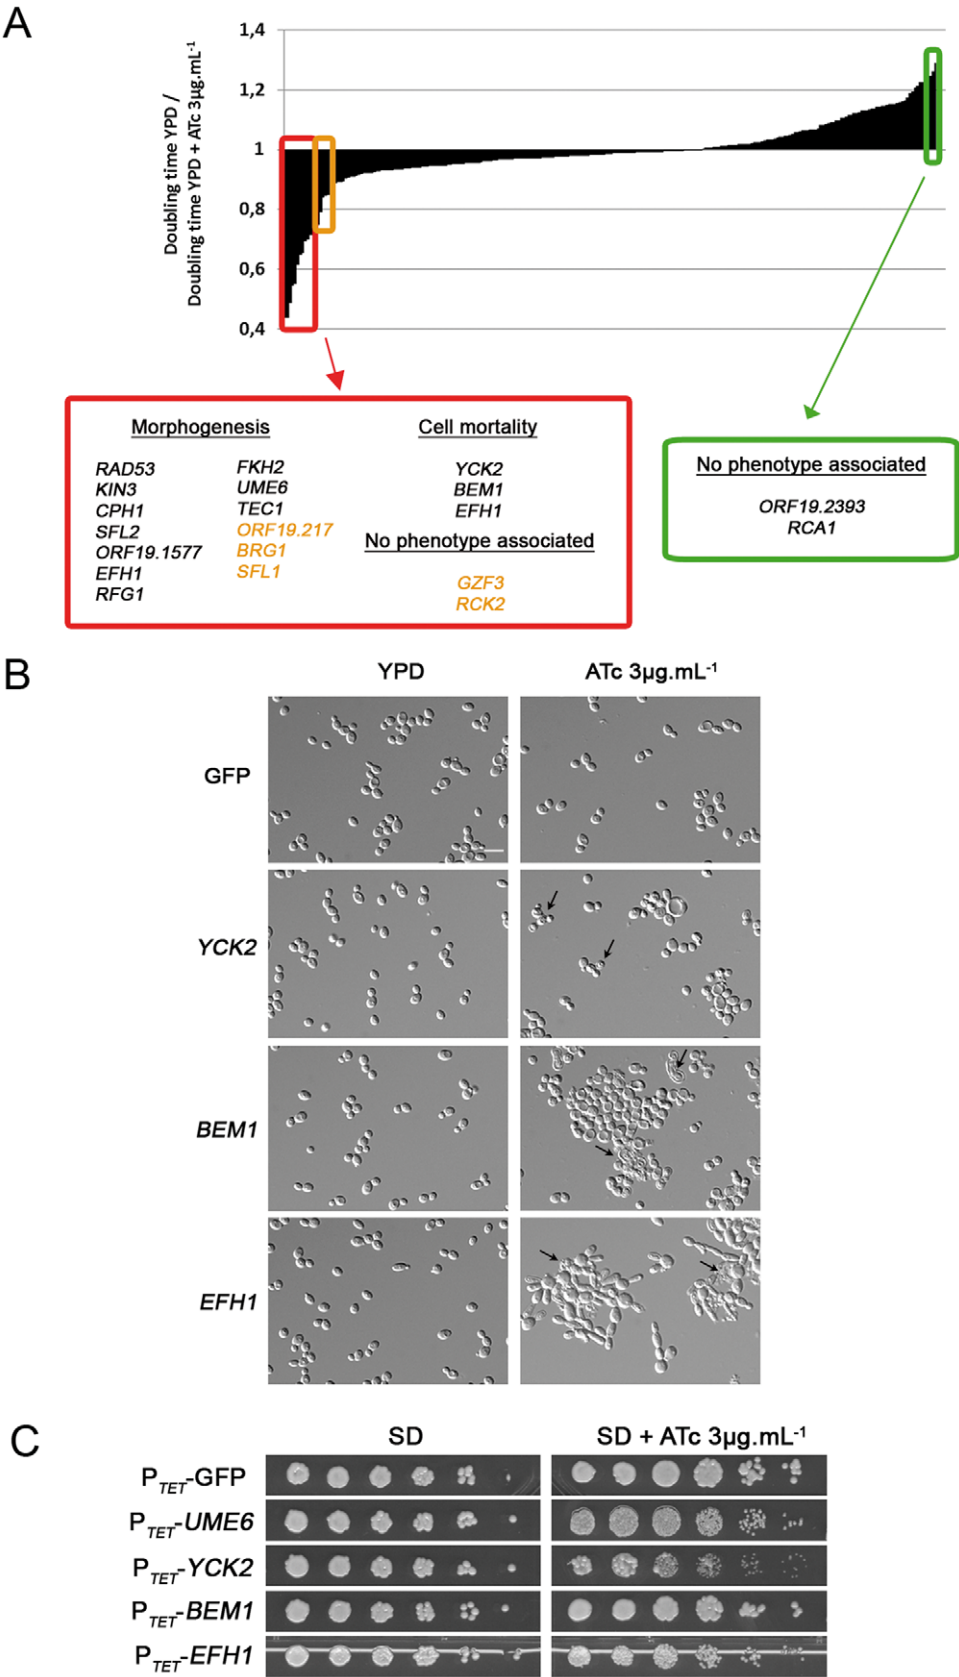 A
Doubling time YPD /
Doubling time YPD + ATc 3µg.mL-1
1,4
1,2
1
0,8
0,6
0,4
Morphogenesis
RAD53
KIN3
CPH1
SFL2
ORF19.1577
EFH1
RFG1
FKH2
UME6
TEC1
ORF19.217
BRG1
SFL1
Cell mortality
YCK2
BEM1
EFH1
No phenotype associated
GZF3
RCK2
No phenotype associated
ORF19.2393
RCA1
B
YPD
ATc 3µg.mL-1
GFP
YCK2
BEM1
EFH1
C
SD
SD + ATc 3µg.mL-1
PTET-GFP
PTET-UME6
PTET-YCK2
PTET-BEM1
PTET-EFH1